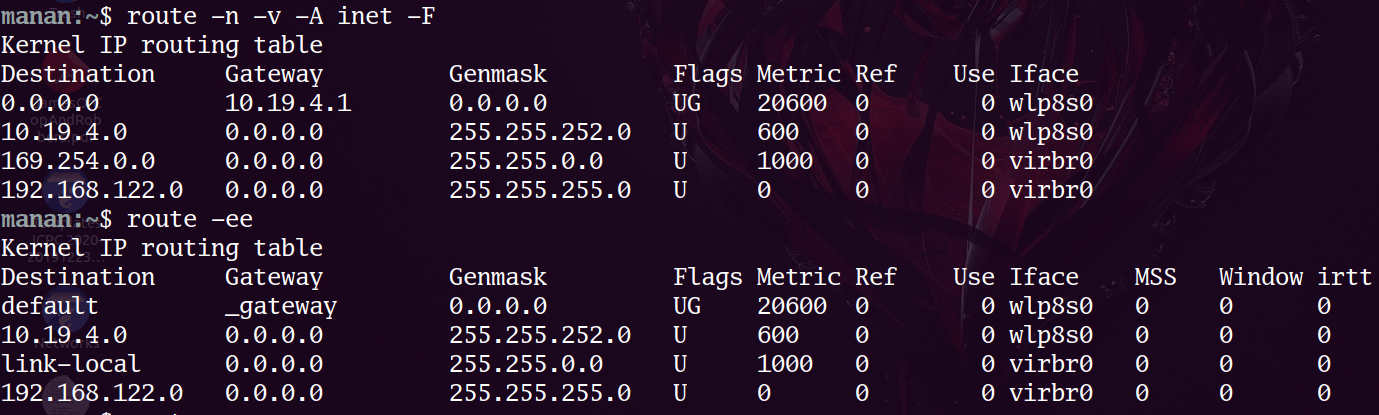 manan:~$ route -n -v -A inet -F
Kernel IP routing table
Destination     Gateway         Genmask         Flags Metric Ref    Use Iface
0.0.0.0         10.19.4.1       0.0.0.0         UG    20600  0        0 wlp8s0
10.19.4.0       0.0.0.0         255.255.252.0   U     600    0        0 wlp8s0
169.254.0.0     0.0.0.0         255.255.0.0     U     1000   0        0 virbr0
192.168.122.0   0.0.0.0         255.255.255.0   U     0      0        0 virbr0
manan:~$ route -ee
Kernel IP routing table
Destination     Gateway         Genmask         Flags Metric Ref    Use Iface    MSS   Window irtt
default         _gateway        0.0.0.0         UG    20600  0        0 wlp8s0   0     0      0
10.19.4.0       0.0.0.0         255.255.252.0   U     600    0        0 wlp8s0   0     0      0
link-local      0.0.0.0         255.255.0.0     U     1000   0        0 virbr0   0     0      0
192.168.122.0   0.0.0.0         255.255.255.0   U     0      0        0 virbr0   0     0      0